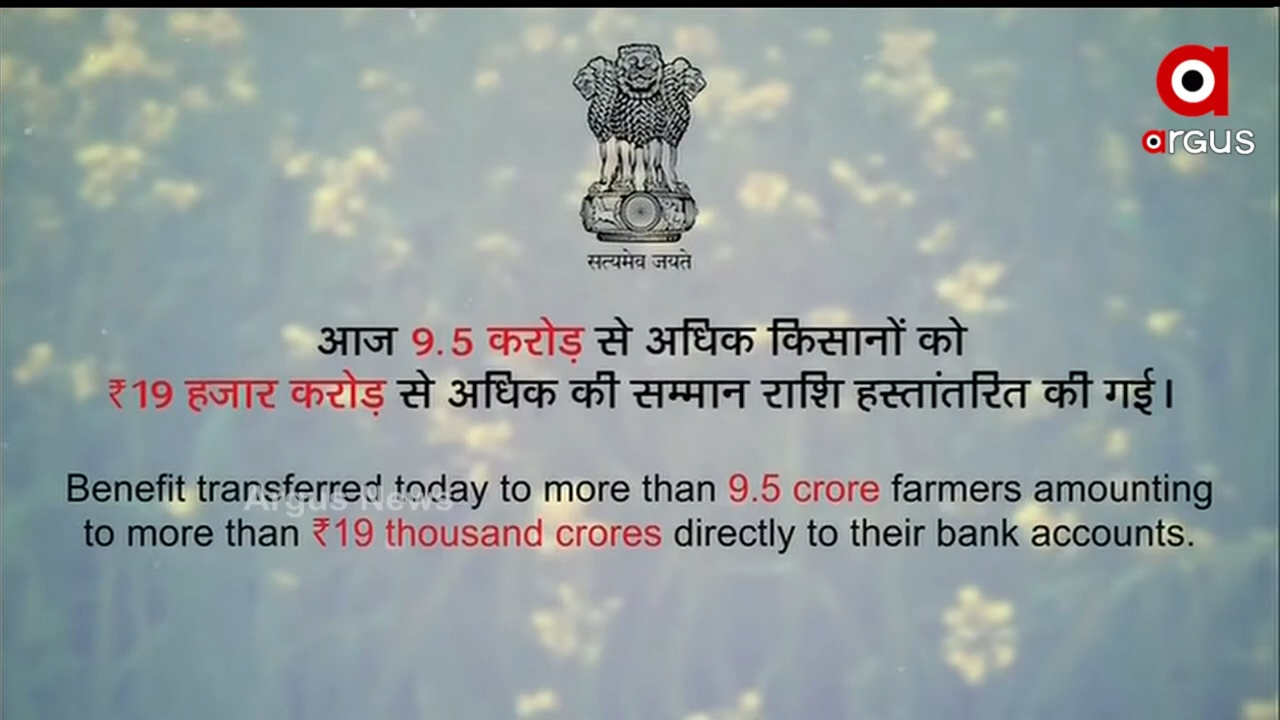 argus
सत्यमेव जयते
आज 9.5 करोड़ से अधिक किसानों को
₹19 हजार करोड़ से अधिक की सम्मान राशि हस्तांतरित की गई।
Benefit transferred today to more than 9.5 crore farmers amounting
Argus News
to more than ₹19 thousand crores directly to their bank accounts.